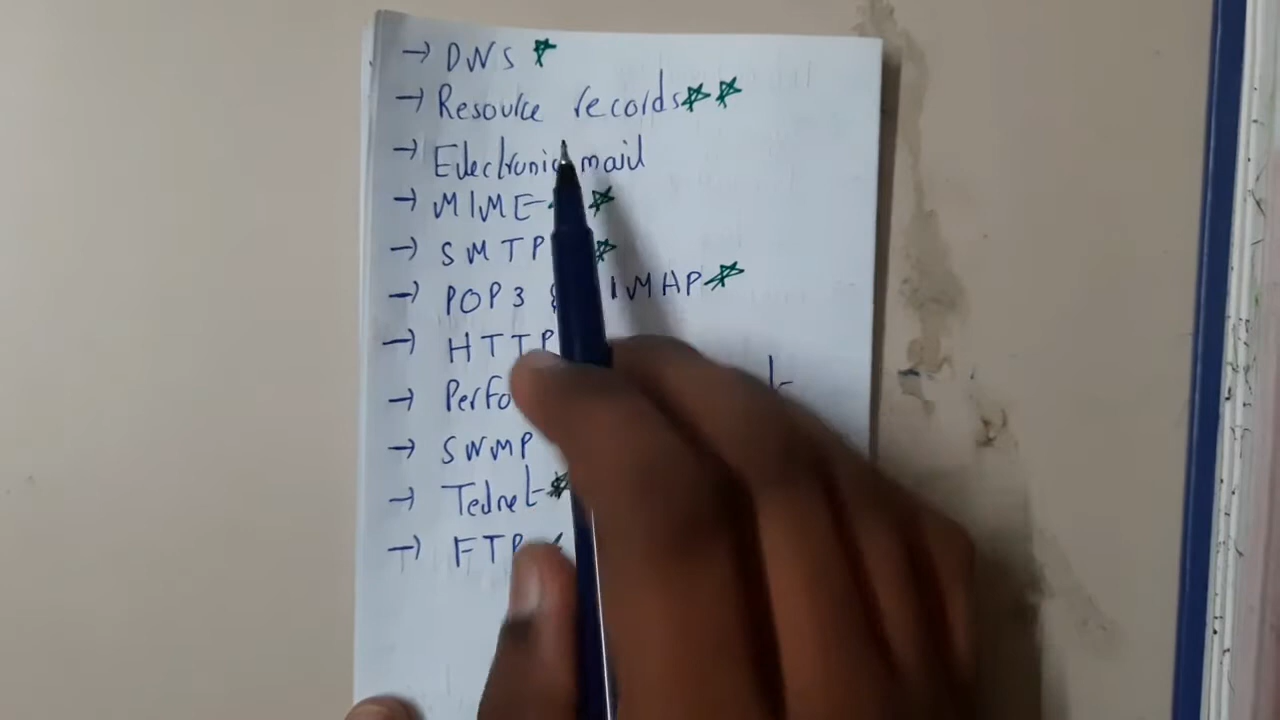 → DNS ★
→ Resource records ★★
→ Electronic mail
→ MIME ★
→ SMTP ★
→ POP3 & IMAP ★
→ HTTP
→ Perfo
→ SNMP
→ Telnet ★
→ FTP